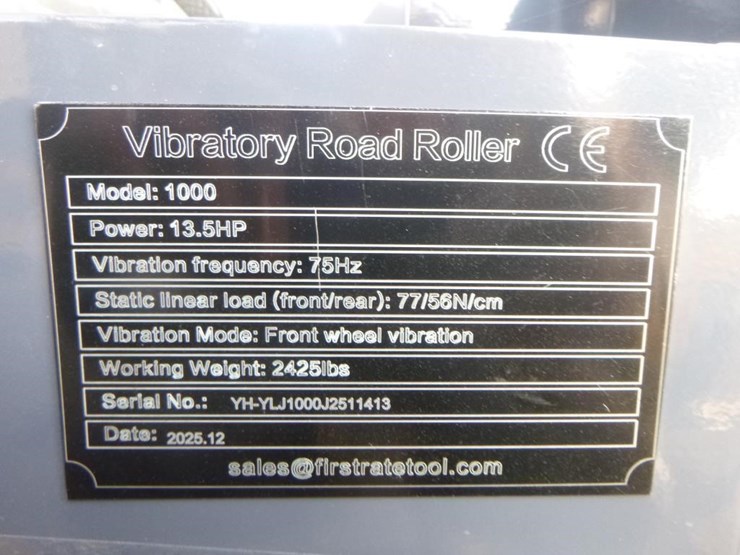 Vibratory Road Roller CE
Model: 1000
Power: 13.5HP
Vibration frequency: 75Hz
Static linear load (front/rear): 77/56N/cm
Vibration Mode: Front wheel vibration
Working Weight: 2425lbs
Serial No.: YH-YLJ1000J2511413
Date: 2025.12
sales@firstratetool.com